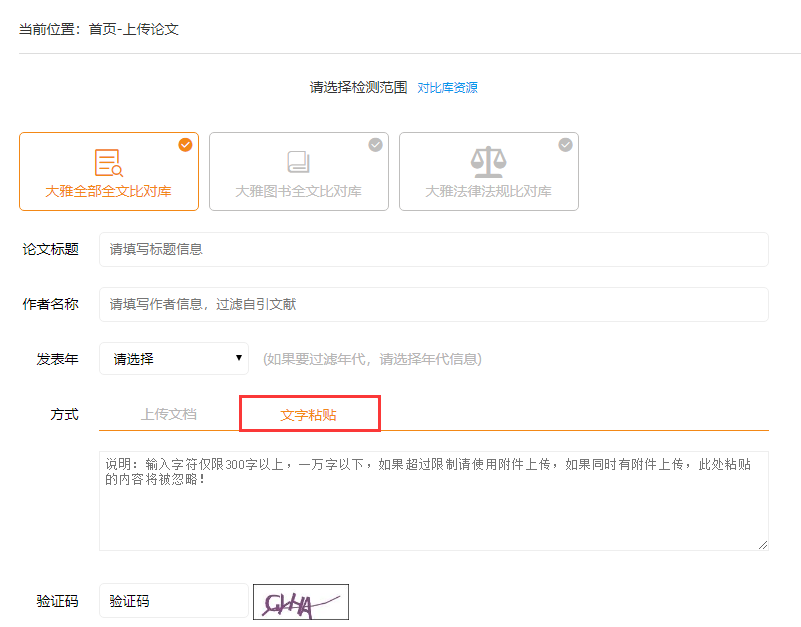 当前位置：首页-上传论文
请选择检测范围 对比库资源
大雅全部全文比对库 大雅图书全文比对库 大雅法律法规比对库
论文标题 请填写标题信息
作者名称 请填写作者信息，过滤自引文献
发表年 请选择 (如果要过滤年代，请选择年代信息)
方式 上传文档 文字粘贴
说明：输入字符仅限300字以上，一万字以下，如果超过限制请使用附件上传，如果同时有附件上传，此处粘贴
的内容将被忽略！
验证码 验证码